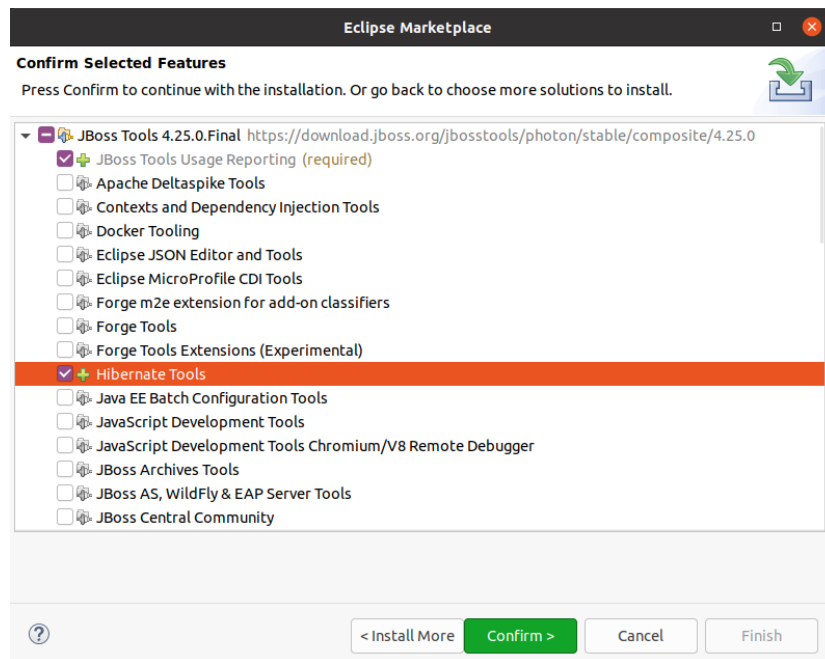 Eclipse Marketplace
Confirm Selected Features
Press Confirm to continue with the installation. Or go back to choose more solutions to install.
JBoss Tools 4.25.0.Final https://download.jboss.org/jbosstools/photon/stable/composite/4.25.0
JBoss Tools Usage Reporting (required)
Apache Deltaspike Tools
Contexts and Dependency Injection Tools
Docker Tooling
Eclipse JSON Editor and Tools
Eclipse MicroProfile CDI Tools
Forge m2e extension for add-on classifiers
Forge Tools
Forge Tools Extensions (Experimental)
Hibernate Tools
Java EE Batch Configuration Tools
JavaScript Development Tools
JavaScript Development Tools Chromium/V8 Remote Debugger
JBoss Archives Tools
JBoss AS, WildFly & EAP Server Tools
JBoss Central Community
? < Install More Confirm > Cancel Finish